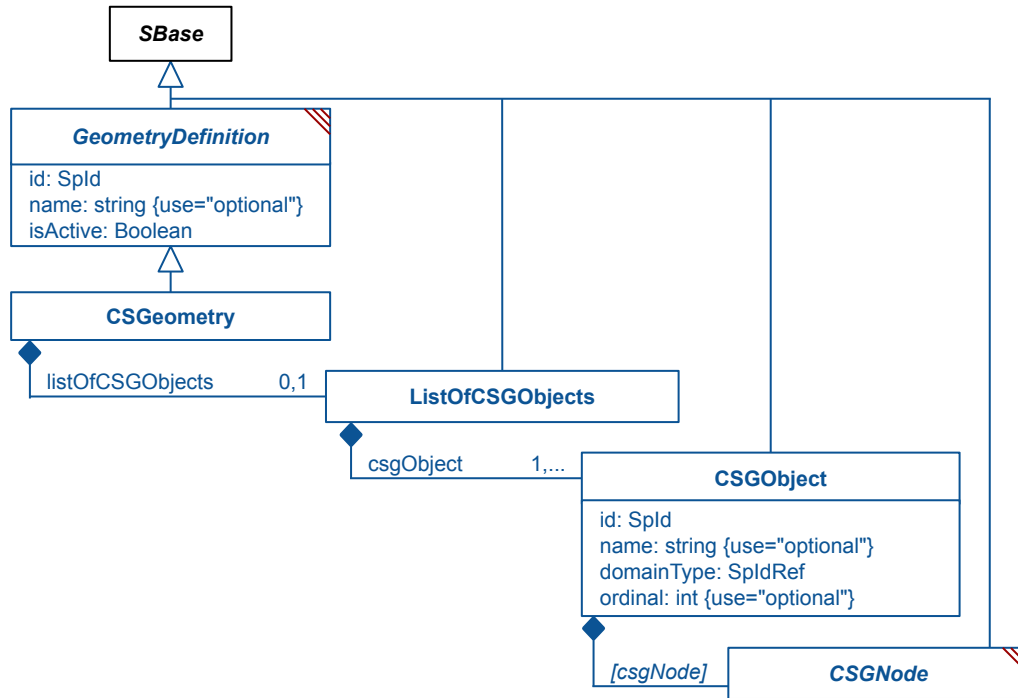 SBase
GeometryDefinition
id: SpId
name: string {use="optional"}
isActive: Boolean
CSGeometry
listOfCSGObjects 0,1
ListOfCSGObjects
csgObject 1,...
CSGObject
id: SpId
name: string {use="optional"}
domainType: SpIdRef
ordinal: int {use="optional"}
[csgNode]
CSGNode